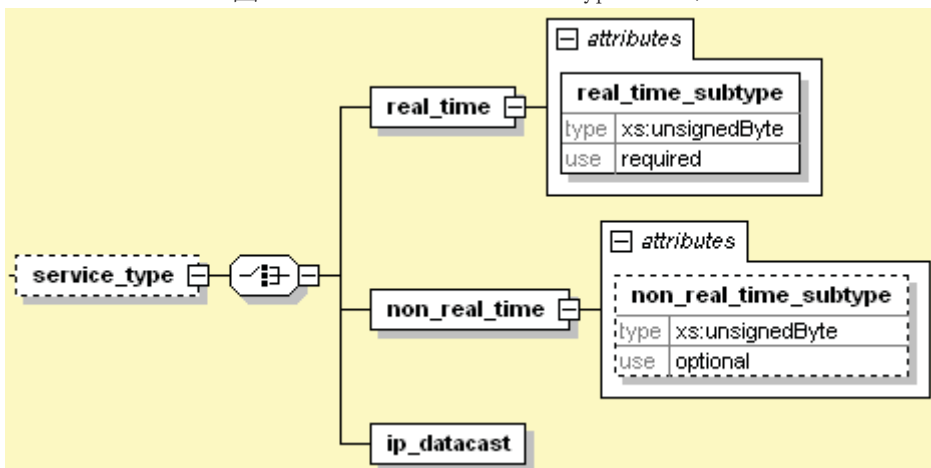 attributes
real_time_subtype
real_time
type xs:unsignedByte
use required
attributes
service_type
non_real_time_subtype
non_real_time
type xs:unsignedByte
use optional
ip_datacast